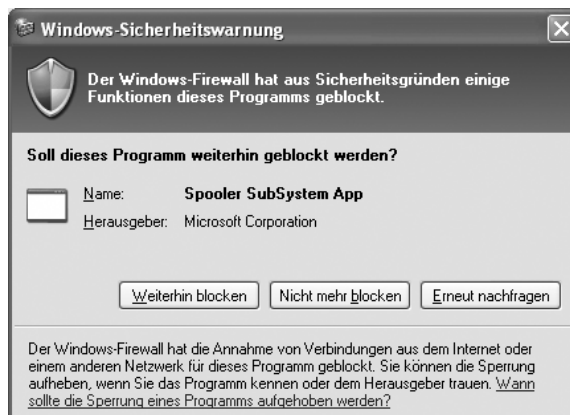 Windows-Sicherheitswarnung
Der Windows-Firewall hat aus Sicherheitsgründen einige
Funktionen dieses Programms geblockt.
Soll dieses Programm weiterhin geblockt werden?
Name: Spooler SubSystem App
Herausgeber: Microsoft Corporation
Weiterhin blocken Nicht mehr blocken Erneut nachfragen
Der Windows-Firewall hat die Annahme von Verbindungen aus dem Internet oder
einem anderen Netzwerk für dieses Programm geblockt. Sie können die Sperrung
aufheben, wenn Sie das Programm kennen oder dem Herausgeber trauen. Wann
sollte die Sperrung eines Programms aufgehoben werden?